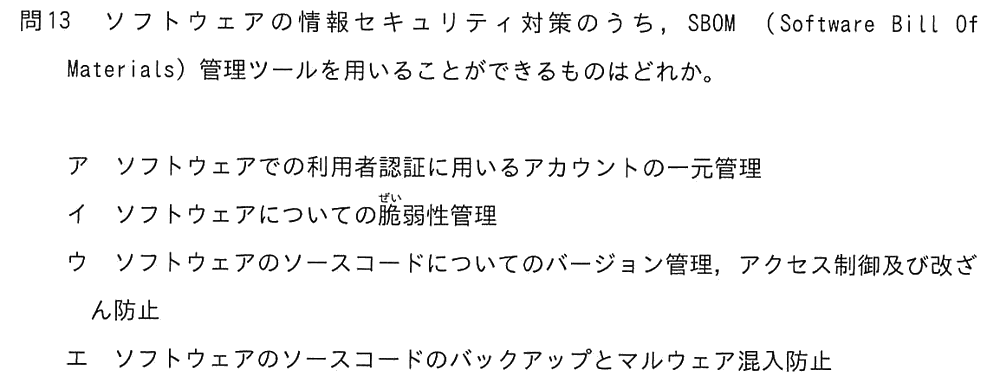 問13 ソフトウェアの情報セキュリティ対策のうち，SBOM （Software Bill Of
Materials）管理ツールを用いることができるものはどれか。
ア ソフトウェアでの利用者認証に用いるアカウントの一元管理
ぜい
イ ソフトウェアについての脆弱性管理
ウ ソフトウェアのソースコードについてのバージョン管理，アクセス制御及び改ざ
ん防止
エ ソフトウェアのソースコードのバックアップとマルウェア混入防止